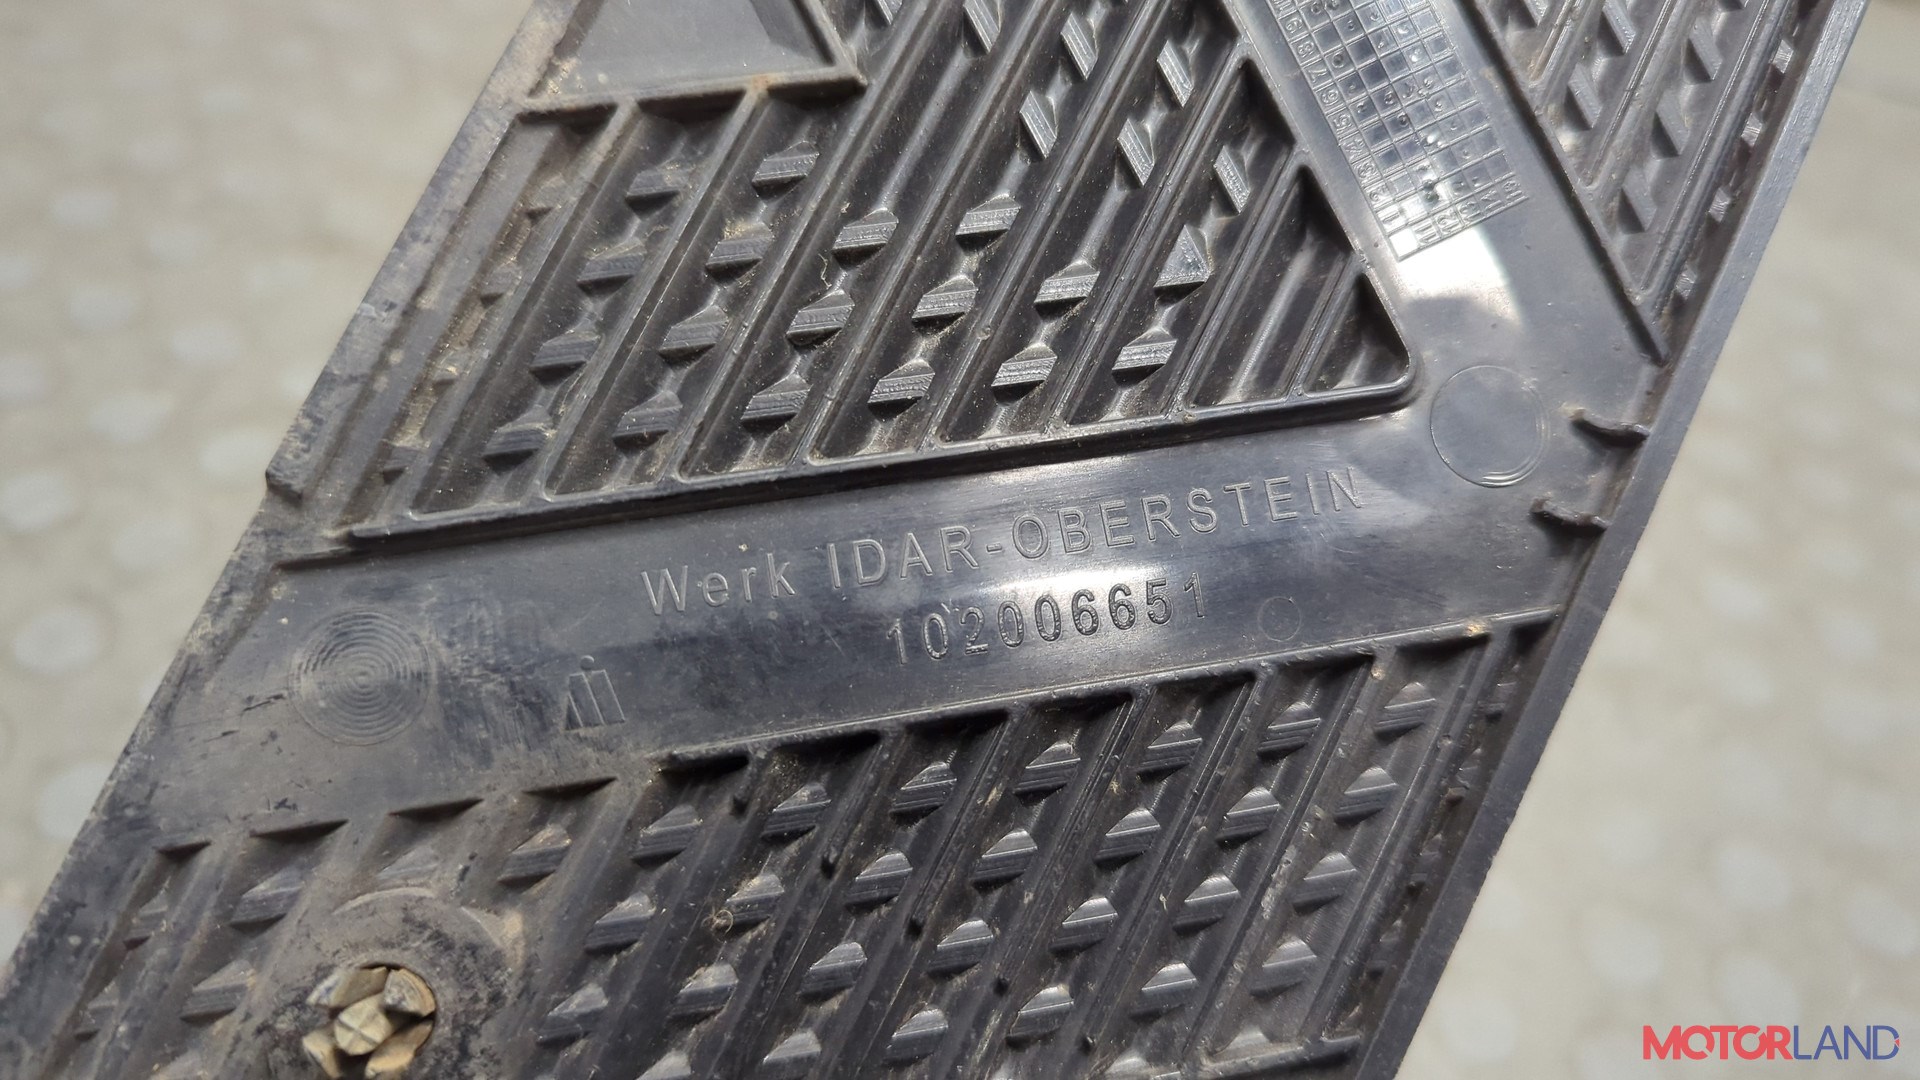 Werk IDAR-OBERSTEIN
102006651
MOTORLAND